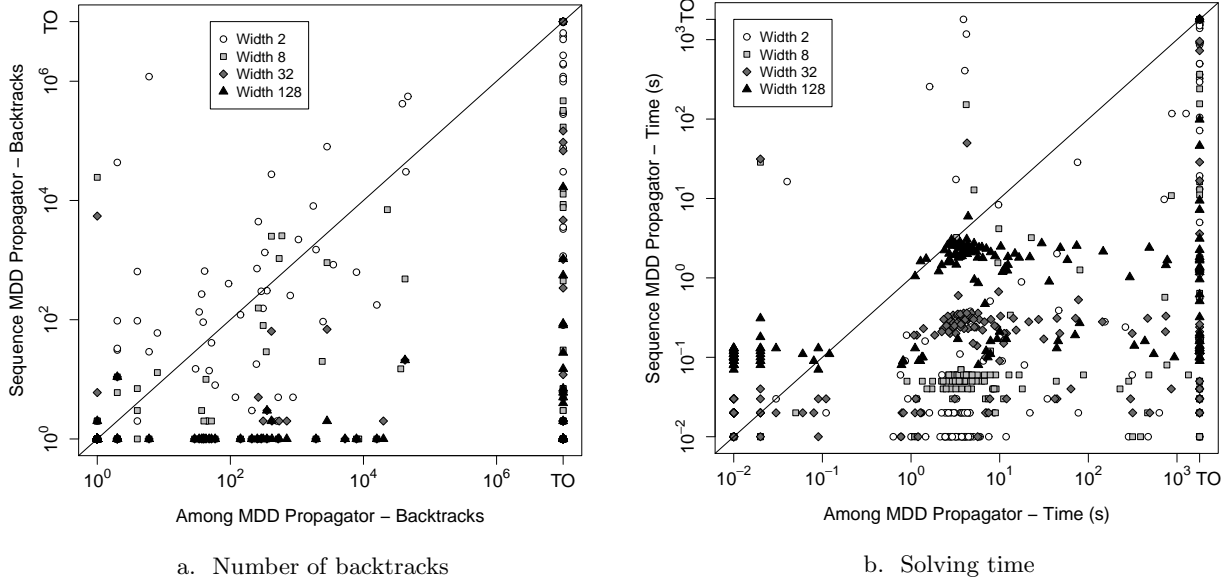 Sequence MDD Propagator – Backtracks
TO
10^6
10^4
10^2
10^0
Width 2
Width 8
Width 32
Width 128
10^0
10^2
10^4
10^6
TO
Among MDD Propagator – Backtracks
a. Number of backtracks
Sequence MDD Propagator – Time (s)
TO
10^3
10^2
10^1
10^0
10^−1
10^−2
Width 2
Width 8
Width 32
Width 128
10^−2
10^−1
10^0
10^1
10^2
10^3
TO
Among MDD Propagator – Time (s)
b. Solving time